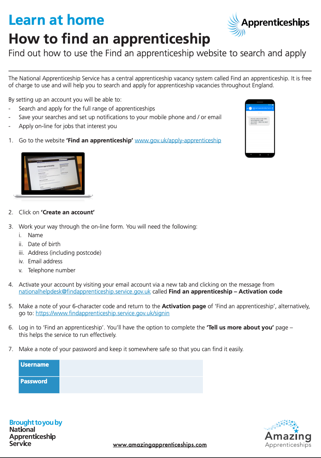 Learn at home
Apprenticeships
How to find an apprenticeship
Find out how to use the Find an apprenticeship website to search and apply
The National Apprenticeship Service has a central apprenticeship vacancy system called Find an apprenticeship. It is free
of charge to use and will help you to search and apply for apprenticeship vacancies throughout England.
By setting up an account you will be able to:
- Search and apply for the full range of apprenticeships
- Save your searches and set up notifications to your mobile phone and / or email
- Apply on-line for jobs that interest you
1. Go to the website ‘Find an apprenticeship’ www.gov.uk/apply-apprenticeship
2. Click on ‘Create an account’
3. Work your way through the on-line form. You will need the following:
i. Name
ii. Date of birth
iii. Address (including postcode)
iv. Email address
v. Telephone number
4. Activate your account by visiting your email account via a new tab and clicking on the message from
nationalhelpdesk@findapprenticeship.service.gov.uk called Find an apprenticeship – Activation code
5. Make a note of your 6-character code and return to the Activation page of ‘Find an apprenticeship’, alternatively,
go to: https://www.findapprenticeship.service.gov.uk/signin
6. Log in to ‘Find an apprenticeship’. You’ll have the option to complete the ‘Tell us more about you’ page –
this helps the service to run effectively.
7. Make a note of your password and keep it somewhere safe so that you can find it easily.
Username
Password
Brought to you by
National
Apprenticeship
Service
www.amazingapprenticeships.com
Amazing
Apprenticeships